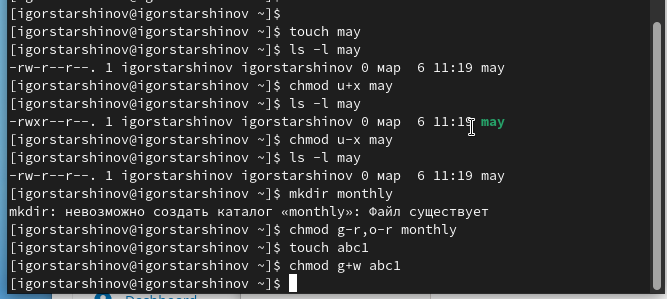 [igorstarshinov@igorstarshinov ~]$
[igorstarshinov@igorstarshinov ~]$ touch may
[igorstarshinov@igorstarshinov ~]$ ls -l may
-rw-r--r--. 1 igorstarshinov igorstarshinov 0 мар  6 11:19 may
[igorstarshinov@igorstarshinov ~]$ chmod u+x may
[igorstarshinov@igorstarshinov ~]$ ls -l may
-rwxr--r--. 1 igorstarshinov igorstarshinov 0 мар  6 11:19 may
[igorstarshinov@igorstarshinov ~]$ chmod u-x may
[igorstarshinov@igorstarshinov ~]$ ls -l may
-rw-r--r--. 1 igorstarshinov igorstarshinov 0 мар  6 11:19 may
[igorstarshinov@igorstarshinov ~]$ mkdir monthly
mkdir: невозможно создать каталог «monthly»: Файл существует
[igorstarshinov@igorstarshinov ~]$ chmod g-r,o-r monthly
[igorstarshinov@igorstarshinov ~]$ touch abc1
[igorstarshinov@igorstarshinov ~]$ chmod g+w abc1
[igorstarshinov@igorstarshinov ~]$
Dashboard